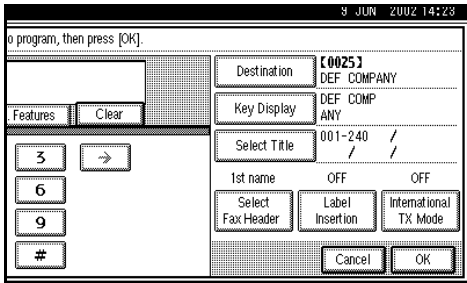 9 JUN 2002 14:23
o program, then press [OK].
Destination
【0025】
DEF COMPANY
Key Display
DEF COMP
ANY
. Features
Clear
Select Title
001-240 /
/ /
3
→
6
9
#
1st name OFF OFF
Select
Fax Header
Label
Insertion
International
TX Mode
Cancel OK